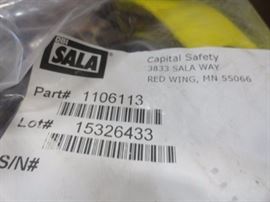 DBI
SALA
Capital Safety
3833 SALA WAY
RED WING, MN 55066
Part# 1106113
Lot# 15326433
S/N#